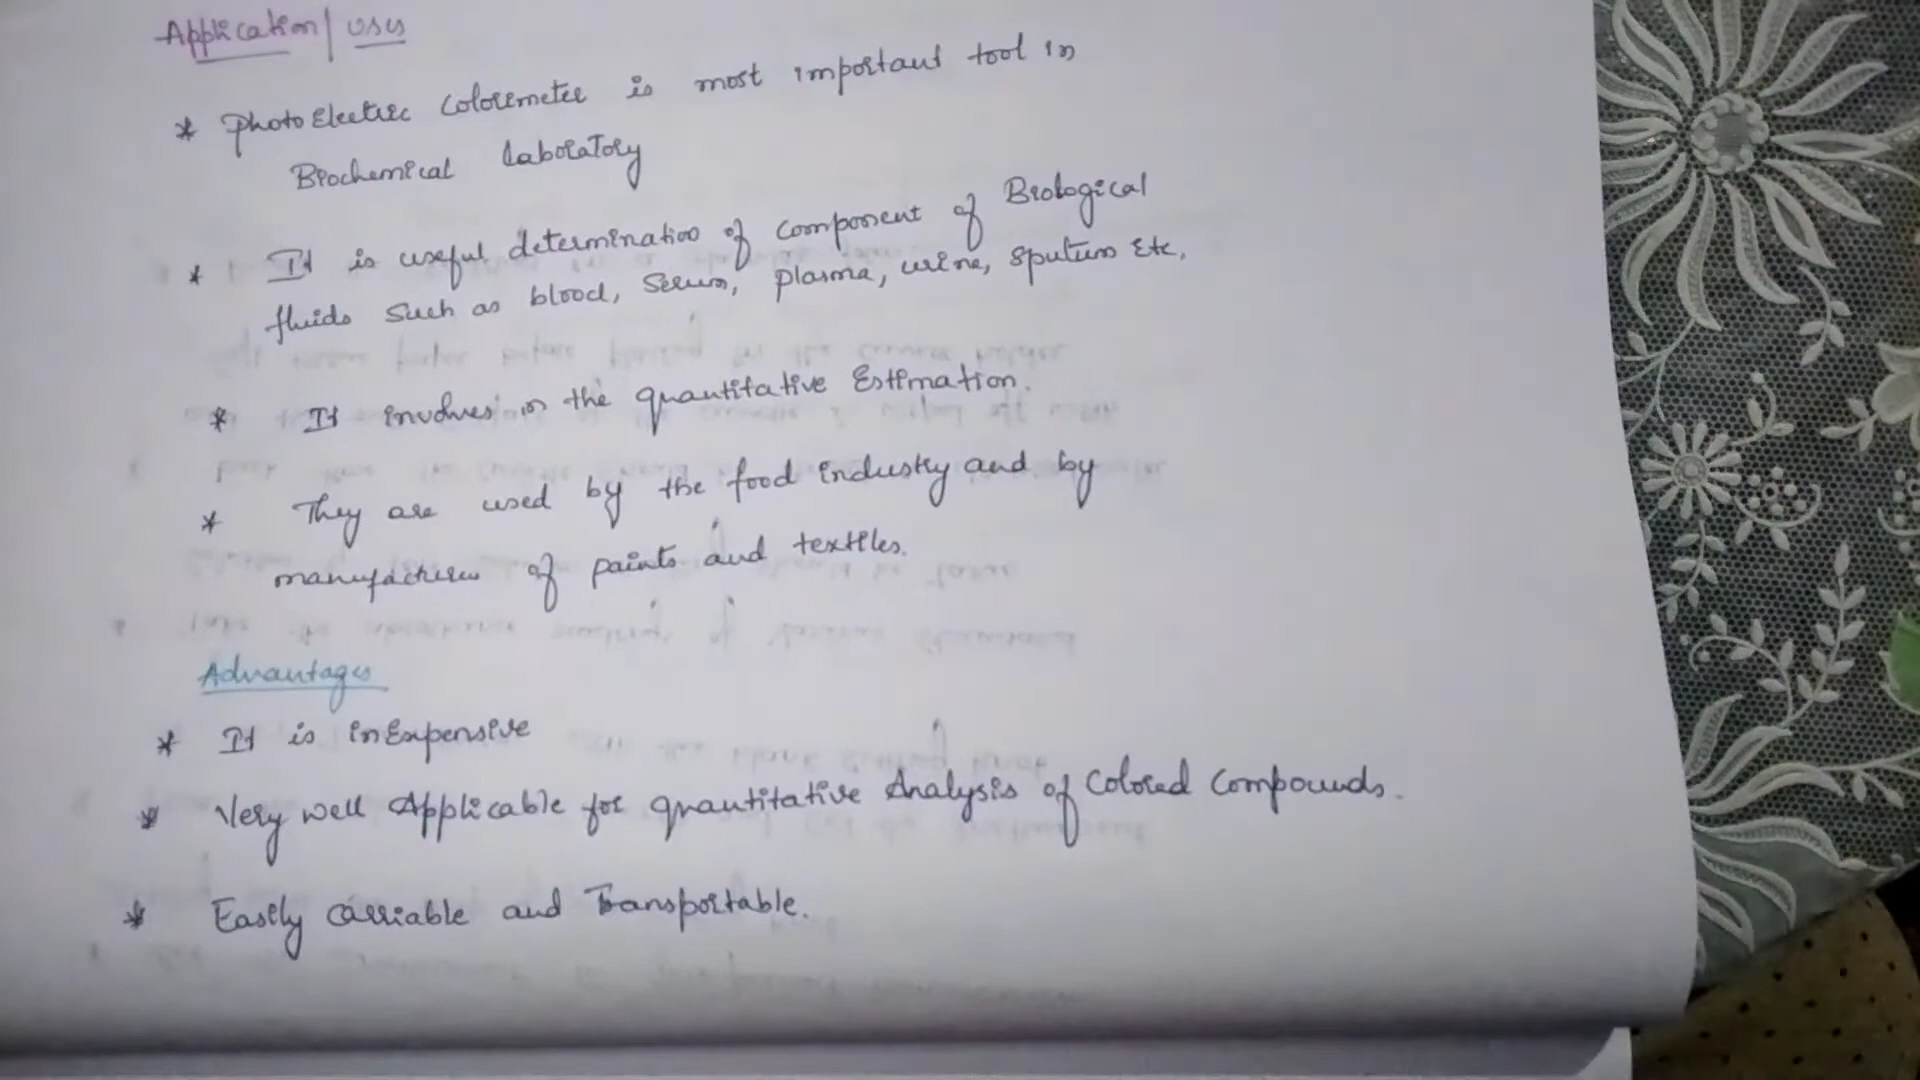 Application/uses
* Photo Electric Colorimeter is most important tool in
Biochemical laboratory
* It is useful determination of component of Biological
fluids such as blood, Serum, plasma, urine, sputum Etc,
* It involves in the quantitative Estimation.
* They are used by the food industry and by
manufactures of paints and textiles.
Advantages
* It is inExpensive
* Very well Applicable for quantitative Analysis of Colored Compounds.
* Easily carriable and Transportable.